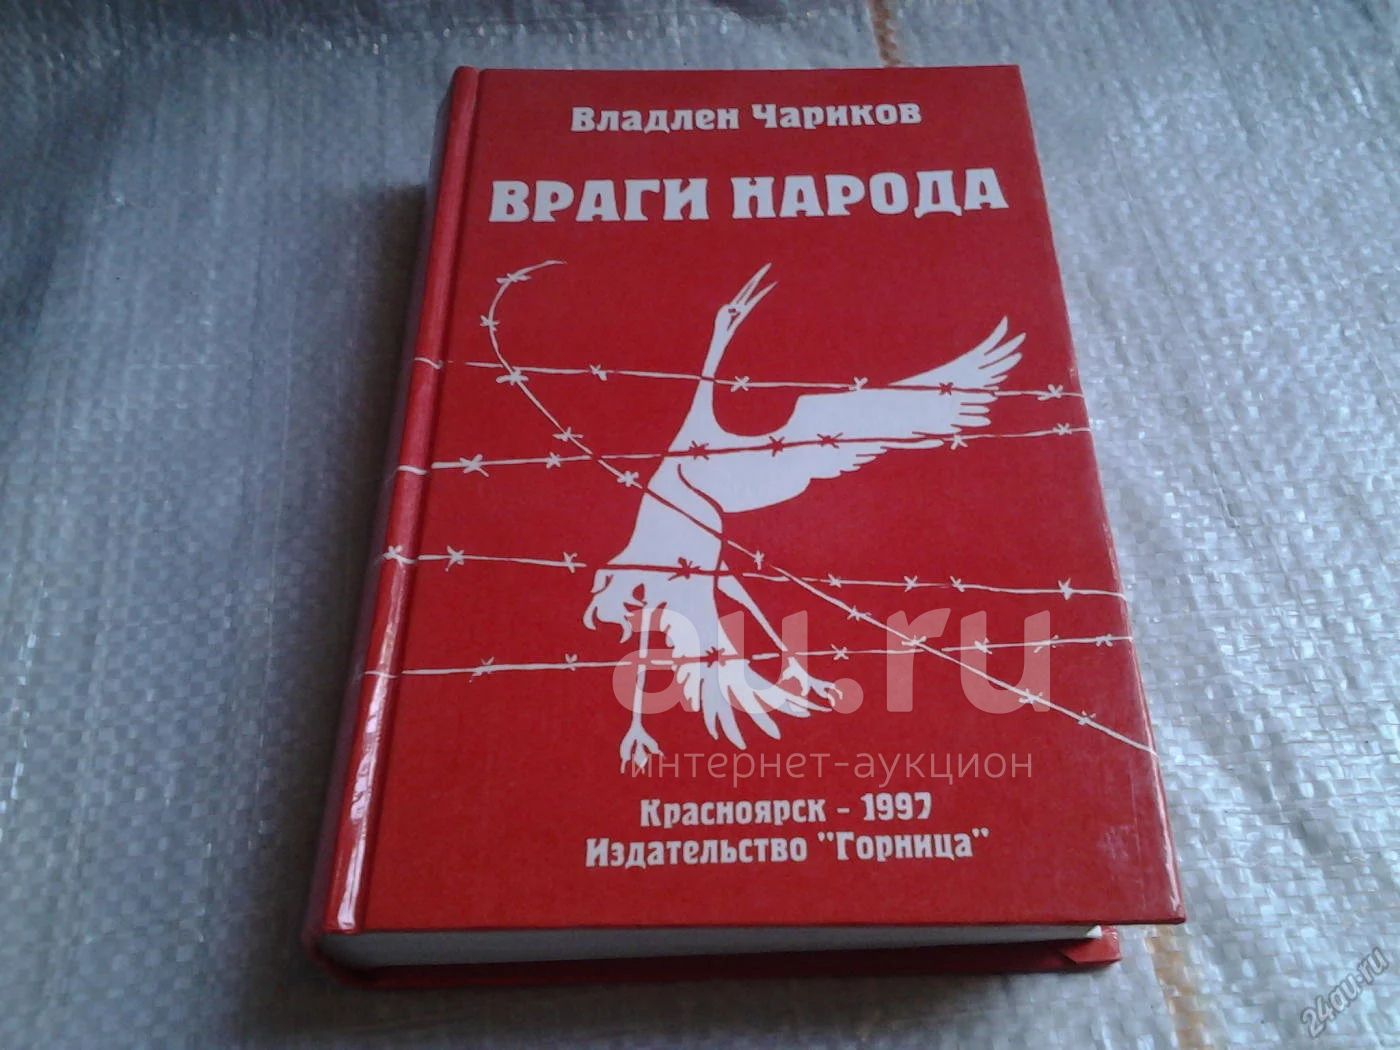 Владлен Чариков
ВРАГИ НАРОДА
au.ru
интернет-аукцион
Красноярск - 1997
Издательство "Горница"
24au.ru